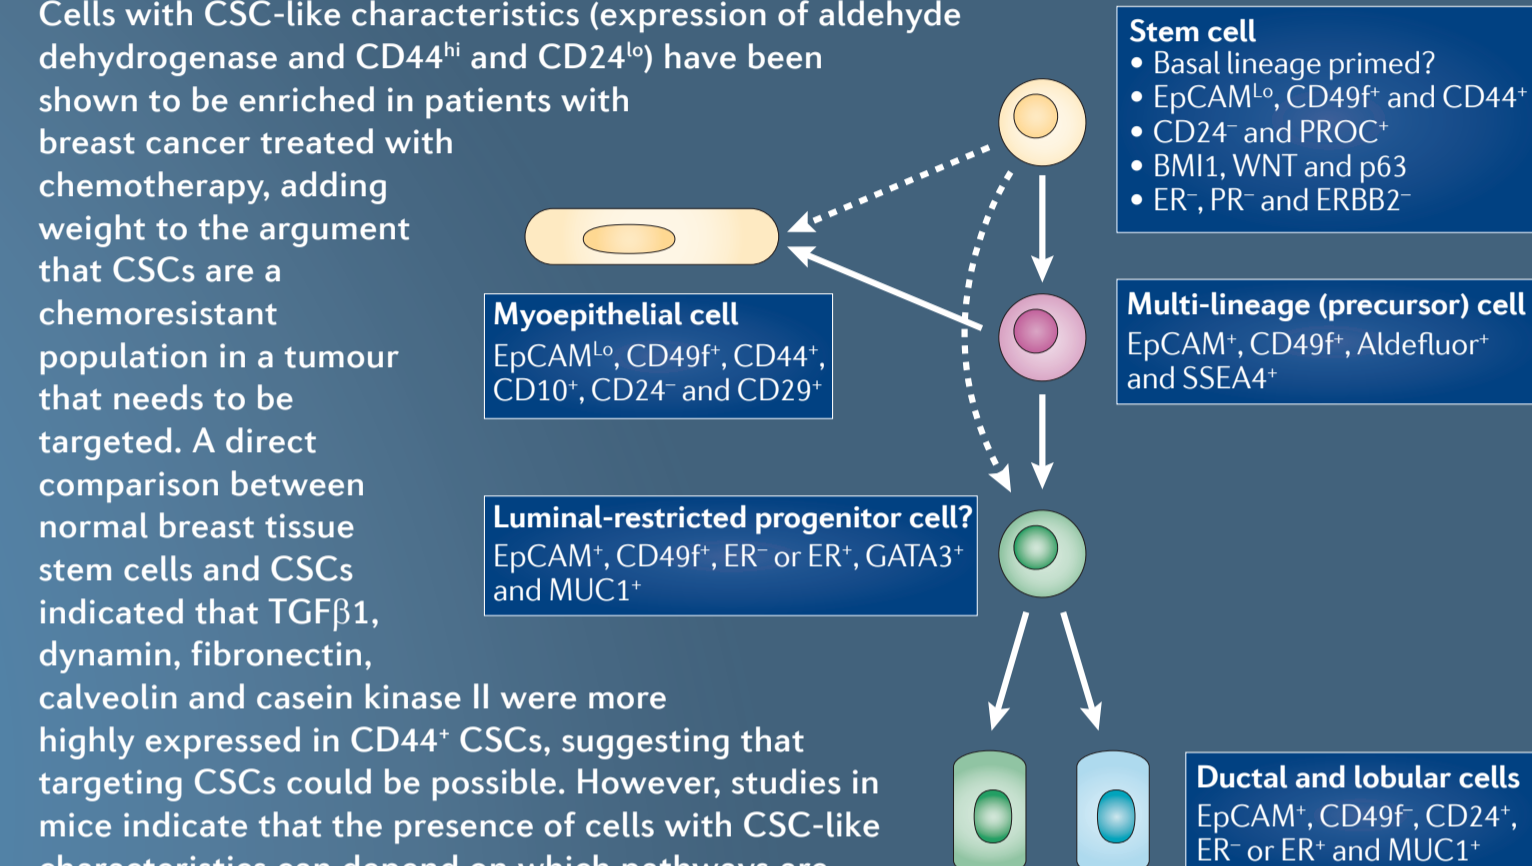 Cells with CSC-like characteristics (expression of aldehyde
dehydrogenase and CD44ʰⁱ and CD24ˡᵒ) have been
shown to be enriched in patients with
breast cancer treated with
chemotherapy, adding
weight to the argument
that CSCs are a
chemoresistant
population in a tumour
that needs to be
targeted. A direct
comparison between
normal breast tissue
stem cells and CSCs
indicated that TGFβ1,
dynamin, fibronectin,
calveolin and casein kinase II were more
highly expressed in CD44⁺ CSCs, suggesting that
targeting CSCs could be possible. However, studies in
mice indicate that the presence of cells with CSC-like
characteristics can depend on which pathways are
Stem cell
• Basal lineage primed?
• EpCAMᴸᵒ, CD49f⁺ and CD44⁺
• CD24⁻ and PROC⁺
• BMI1, WNT and p63
• ER⁻, PR⁻ and ERBB2⁻
Myoepithelial cell
EpCAMᴸᵒ, CD49f⁺, CD44⁺,
CD10⁺, CD24⁻ and CD29⁺
Multi-lineage (precursor) cell
EpCAM⁺, CD49f⁺, Aldefluor⁺
and SSEA4⁺
Luminal-restricted progenitor cell?
EpCAM⁺, CD49f⁺, ER⁻ or ER⁺, GATA3⁺
and MUC1⁺
Ductal and lobular cells
EpCAM⁺, CD49f⁻, CD24⁺,
ER⁻ or ER⁺ and MUC1⁺